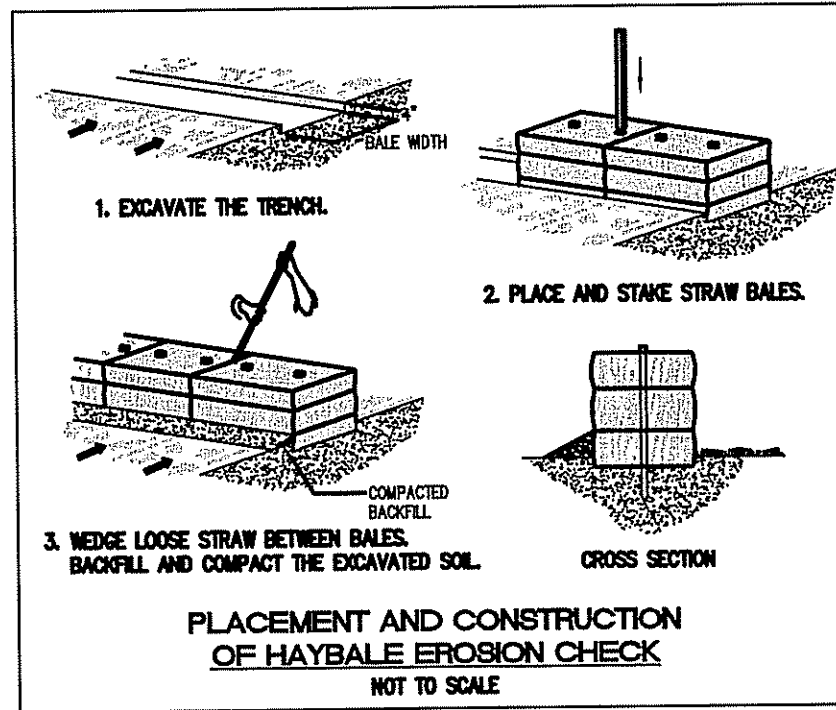 4"
BALE WIDTH
1. EXCAVATE THE TRENCH.
2. PLACE AND STAKE STRAW BALES.
COMPACTED
BACKFILL
3. WEDGE LOOSE STRAW BETWEEN BALES.
BACKFILL AND COMPACT THE EXCAVATED SOIL.
CROSS SECTION
PLACEMENT AND CONSTRUCTION
OF HAYBALE EROSION CHECK
NOT TO SCALE